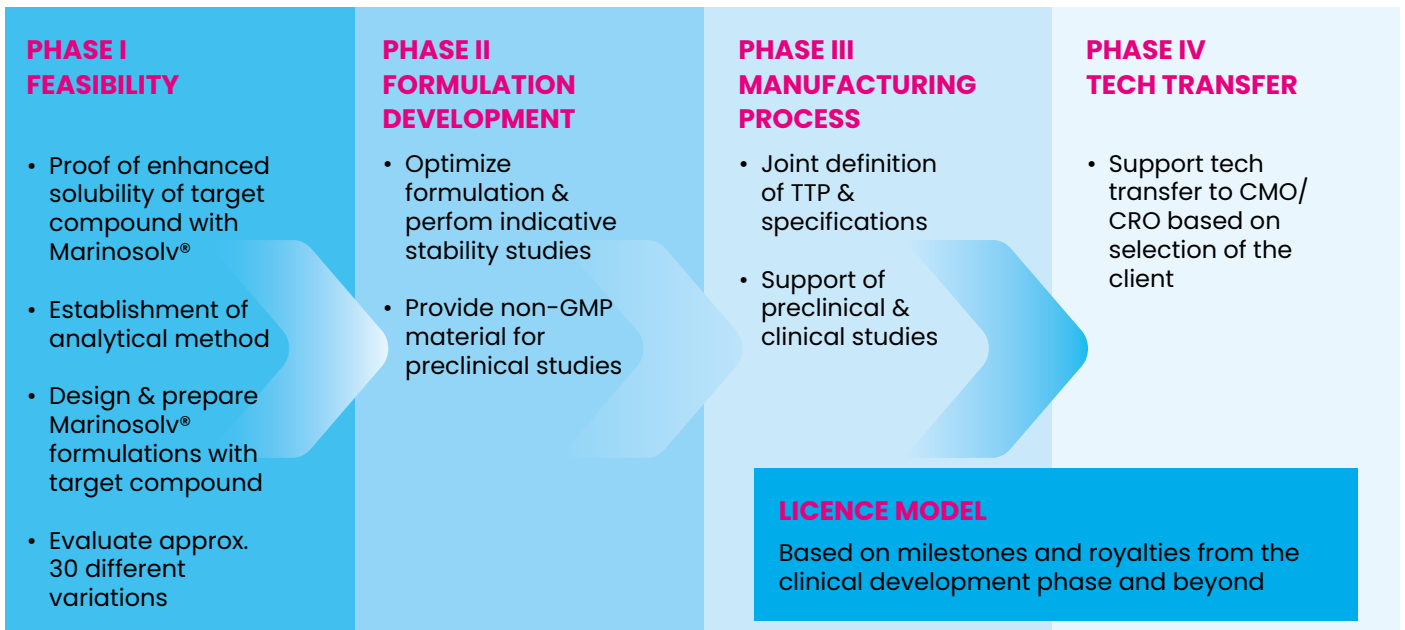 PHASE I
FEASIBILITY
• Proof of enhanced
solubility of target
compound with
Marinosolv®
• Establishment of
analytical method
• Design & prepare
Marinosolv®
formulations with
target compound
• Evaluate approx.
30 different
variations
PHASE II
FORMULATION
DEVELOPMENT
• Optimize
formulation &
perfom indicative
stability studies
• Provide non-GMP
material for
preclinical studies
PHASE III
MANUFACTURING
PROCESS
• Joint definition
of TTP &
specifications
• Support of
preclinical &
clinical studies
PHASE IV
TECH TRANSFER
• Support tech
transfer to CMO/
CRO based on
selection of the
client
LICENCE MODEL
Based on milestones and royalties from the
clinical development phase and beyond